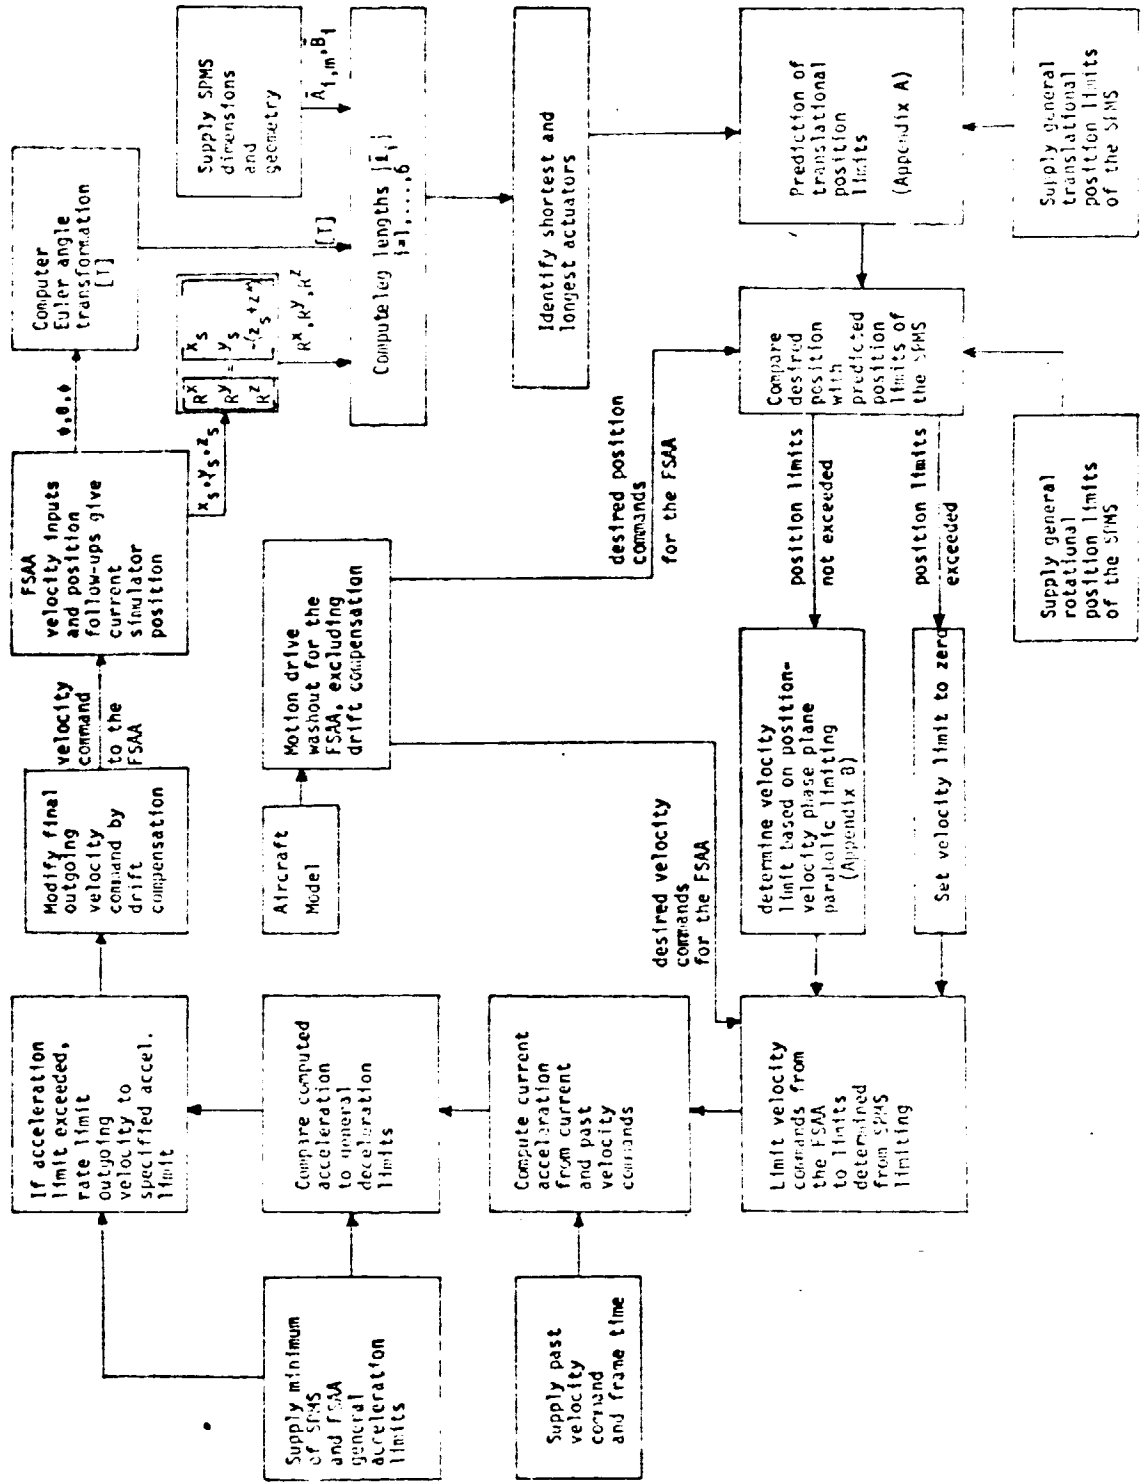 If acceleration
limit exceeded,
rate limit
outgoing
velocity to
specified accel.
limit
Modify final
outgoing
velocity
command by
drift
compensation
velocity
command
to the
FSAA
FSAA
velocity inputs
and position
follow-ups give
current
simulator
position
Computer
Euler angle
transformation
[T]
Supply SPMS
dimensions
and
geometry
[T]
Compute leg lengths
i=1,...,6
Identify shortest and
longest actuators
Supply minimum
of SPMS
and FSAA
general
acceleration
limits
Compare computed
acceleration
to general
deceleration
limits
Aircraft
Model
Motion drive
washout for the
FSAA, excluding
drift compensation
Supply past
velocity
command
and frame time
Compute current
acceleration
from current
and past
velocity
commands
desired velocity
commands
for the FSAA
desired position
commands
for the FSAA
Limit velocity
commands from
the FSAA
to limits
determined
from SPMS
limiting
determine velocity
limit based on position-
velocity phase plane
parabolic limiting
(Appendix B)
Set velocity limit to zero
position limits
not exceeded
position limits
exceeded
Compare
desired
position
with
predicted
position
limits of
the SPMS
Prediction of
translational
position
limits
(Appendix A)
Supply general
rotational
position limits
of the SPMS
Supply general
translational
position limits
of the SPMS